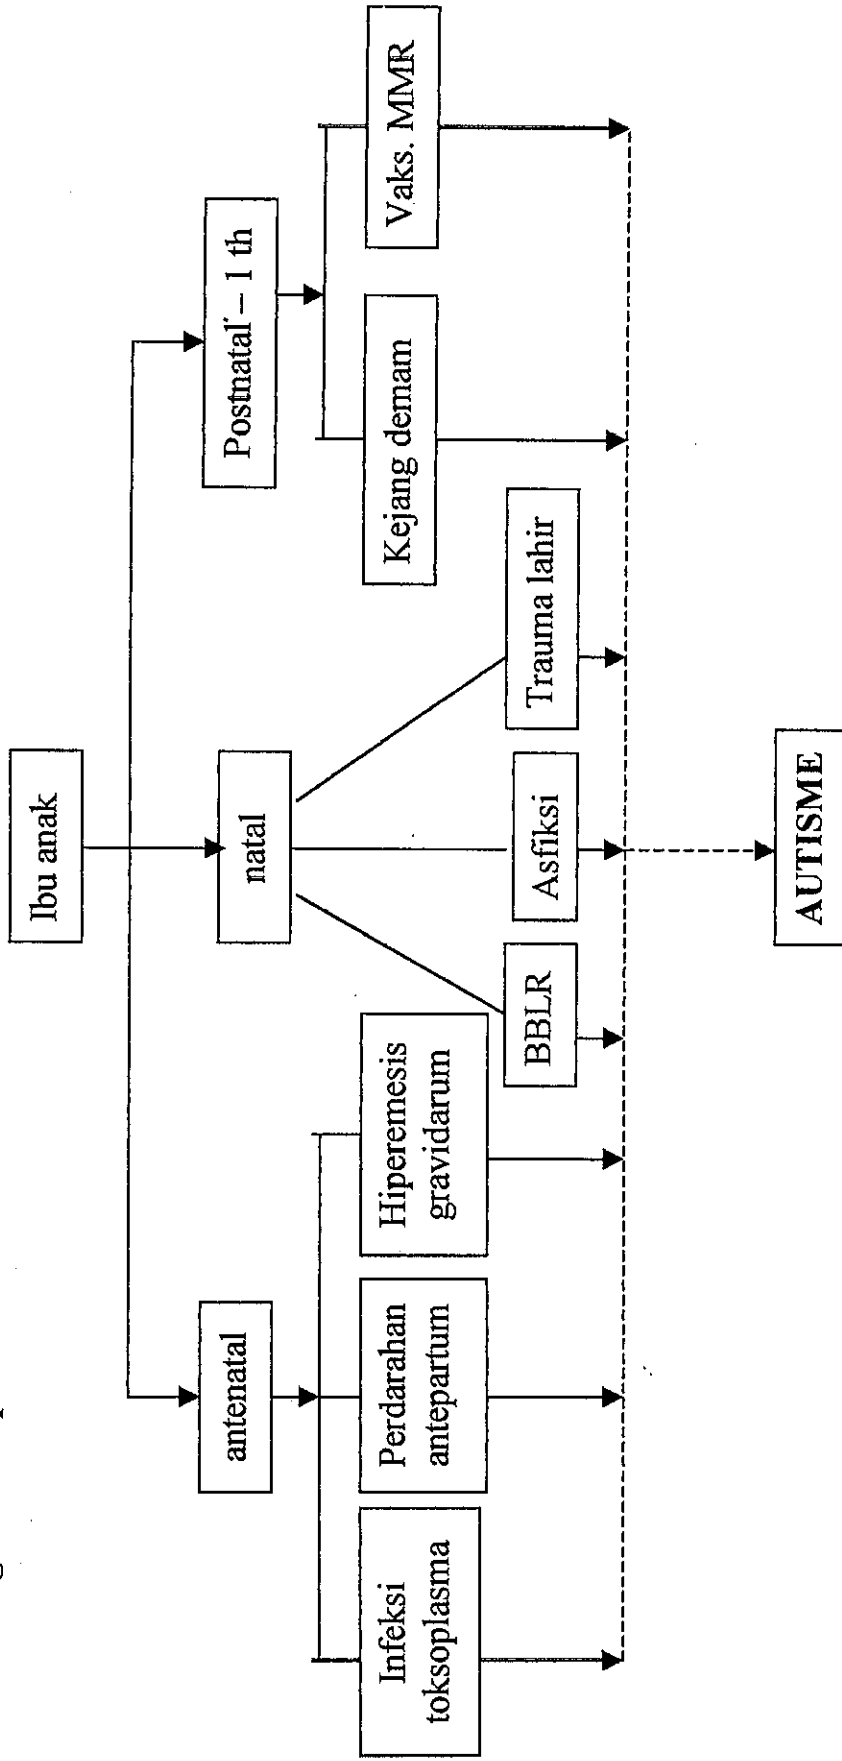 Ibu anak
antenatal
natal
Postnatal – 1 th
Infeksi
toksoplasma
Perdarahan
antepartum
Hiperemesis
gravidarum
BBLR
Asfiksi
Trauma lahir
Kejang demam
Vaks. MMR
AUTISME